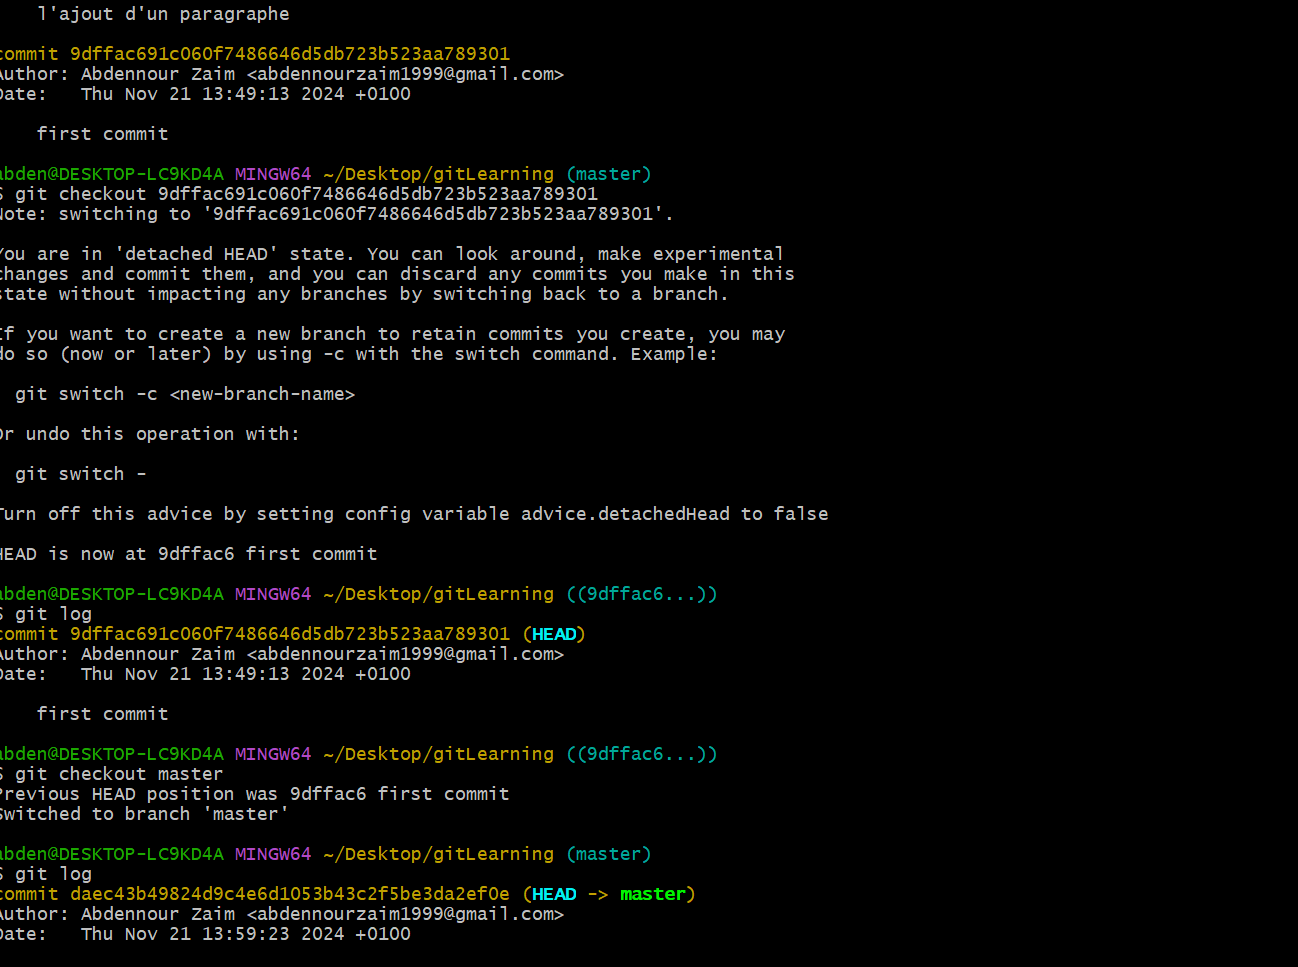 l'ajout d'un paragraphe
commit 9dffac691c060f7486646d5db723b523aa789301
Author: Abdennour Zaim <abdennourzaim1999@gmail.com>
Date:   Thu Nov 21 13:49:13 2024 +0100
first commit
abden@DESKTOP-LC9KD4A MINGW64 ~/Desktop/gitLearning (master)
$ git checkout 9dffac691c060f7486646d5db723b523aa789301
Note: switching to '9dffac691c060f7486646d5db723b523aa789301'.
You are in 'detached HEAD' state. You can look around, make experimental
changes and commit them, and you can discard any commits you make in this
state without impacting any branches by switching back to a branch.
If you want to create a new branch to retain commits you create, you may
do so (now or later) by using -c with the switch command. Example:
git switch -c <new-branch-name>
Or undo this operation with:
git switch -
Turn off this advice by setting config variable advice.detachedHead to false
HEAD is now at 9dffac6 first commit
abden@DESKTOP-LC9KD4A MINGW64 ~/Desktop/gitLearning ((9dffac6...))
$ git log
commit 9dffac691c060f7486646d5db723b523aa789301 (HEAD)
Author: Abdennour Zaim <abdennourzaim1999@gmail.com>
Date:   Thu Nov 21 13:49:13 2024 +0100
first commit
abden@DESKTOP-LC9KD4A MINGW64 ~/Desktop/gitLearning ((9dffac6...))
$ git checkout master
Previous HEAD position was 9dffac6 first commit
Switched to branch 'master'
abden@DESKTOP-LC9KD4A MINGW64 ~/Desktop/gitLearning (master)
$ git log
commit daec43b49824d9c4e6d1053b43c2f5be3da2ef0e (HEAD -> master)
Author: Abdennour Zaim <abdennourzaim1999@gmail.com>
Date:   Thu Nov 21 13:59:23 2024 +0100